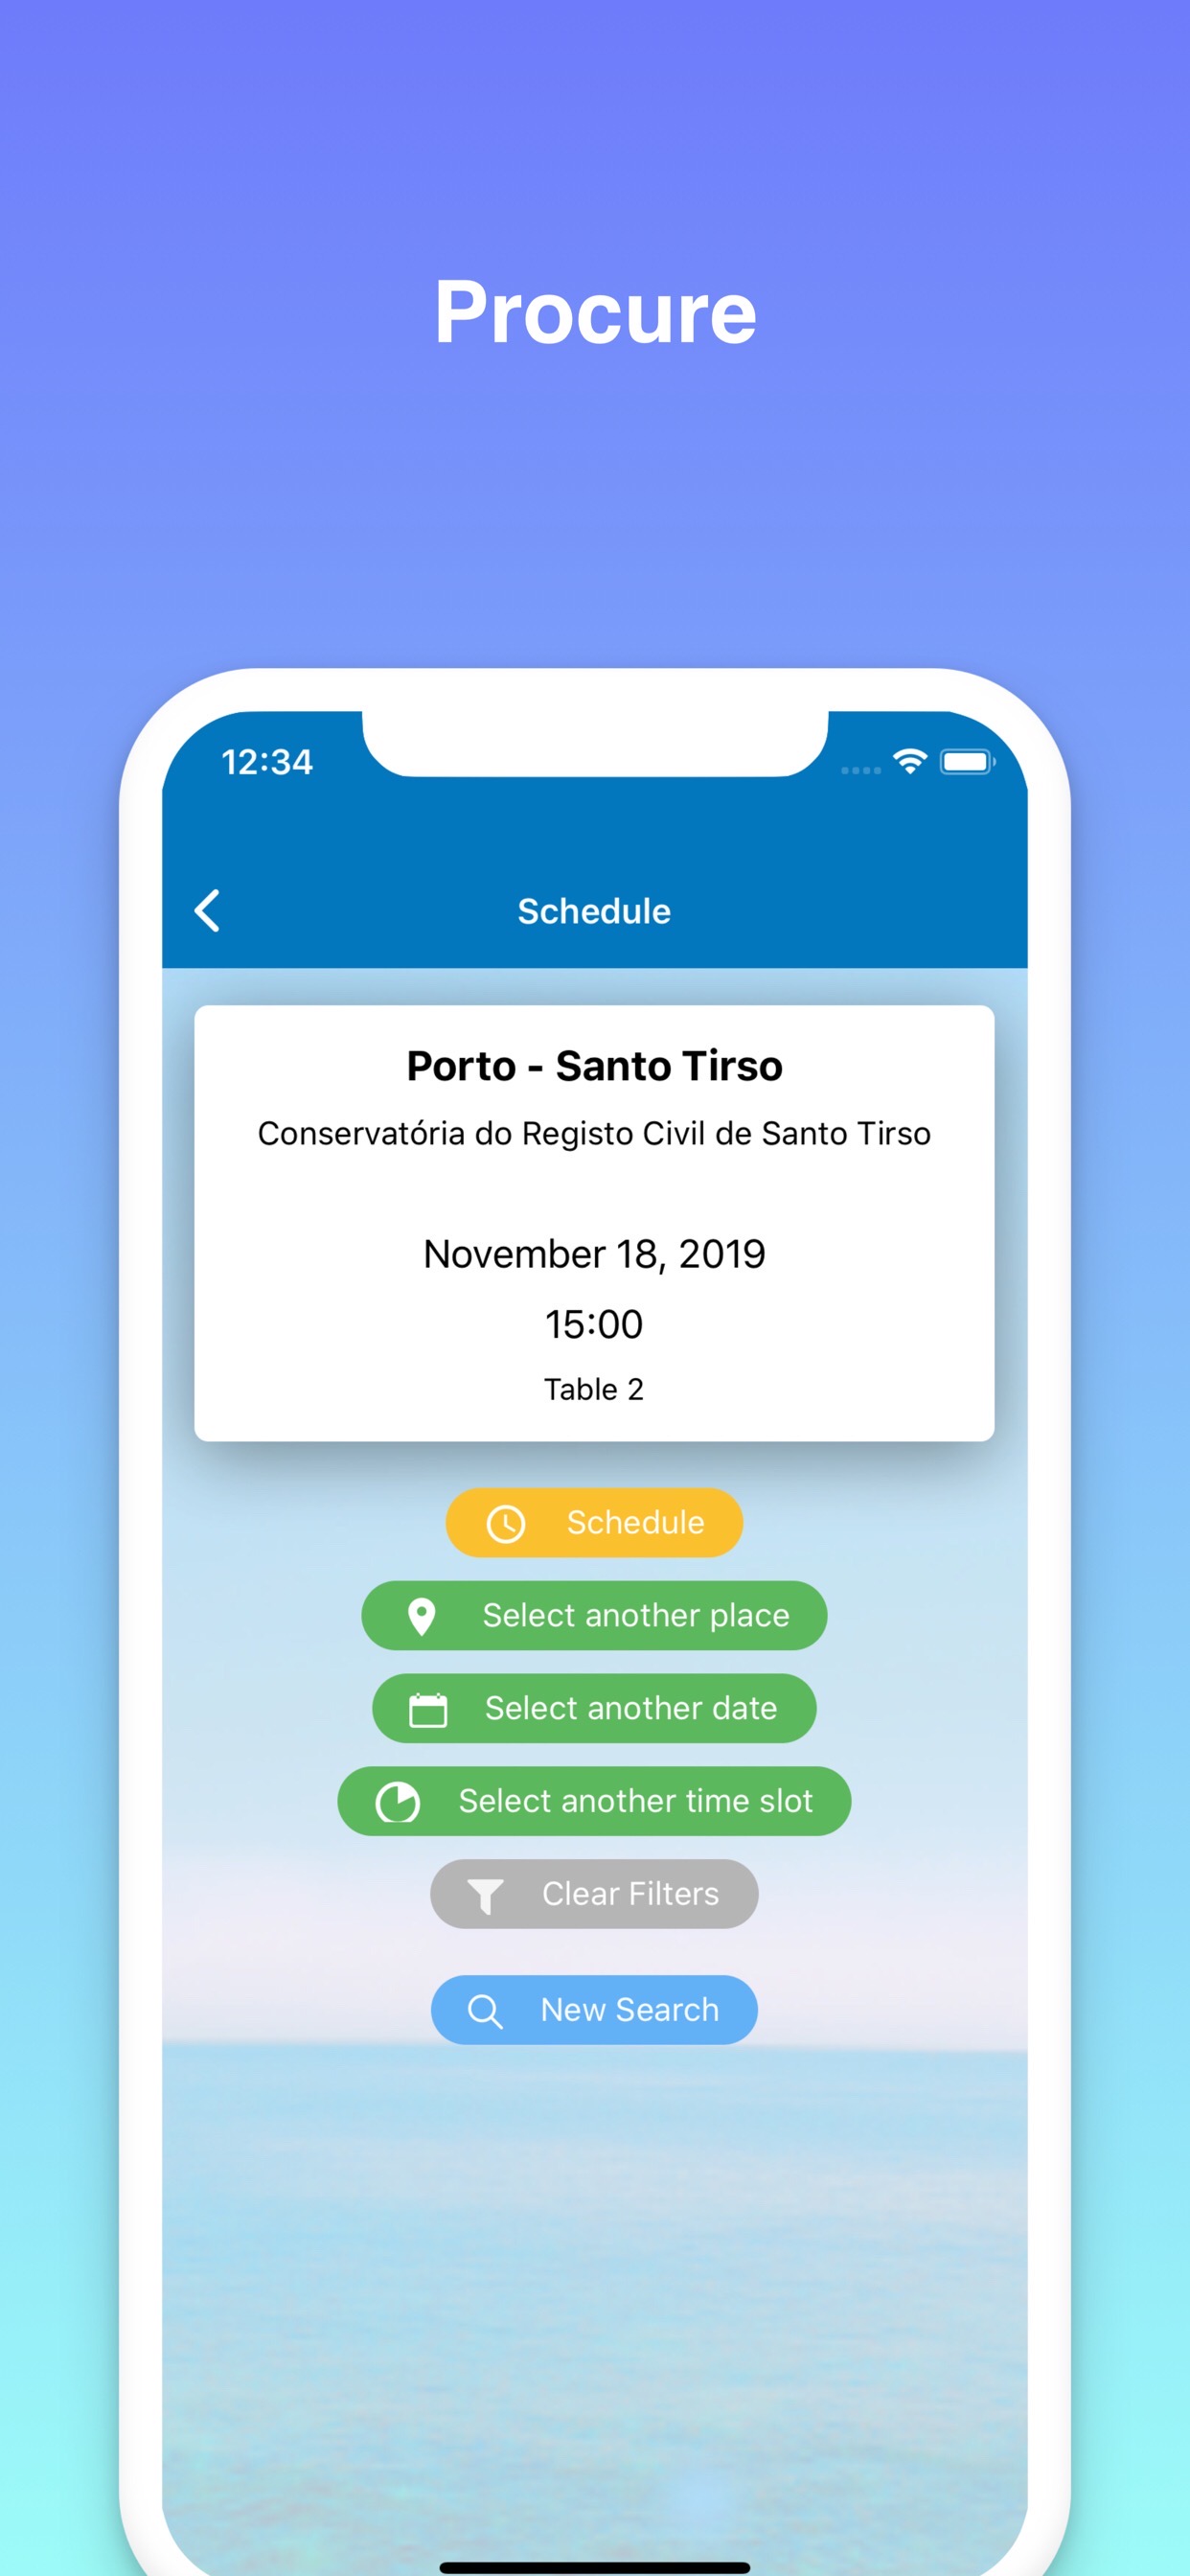 Procure
12:34
Schedule
Porto - Santo Tirso
Conservatória do Registo Civil de Santo Tirso
November 18, 2019
15:00
Table 2
Schedule
Select another place
Select another date
Select another time slot
Clear Filters
New Search